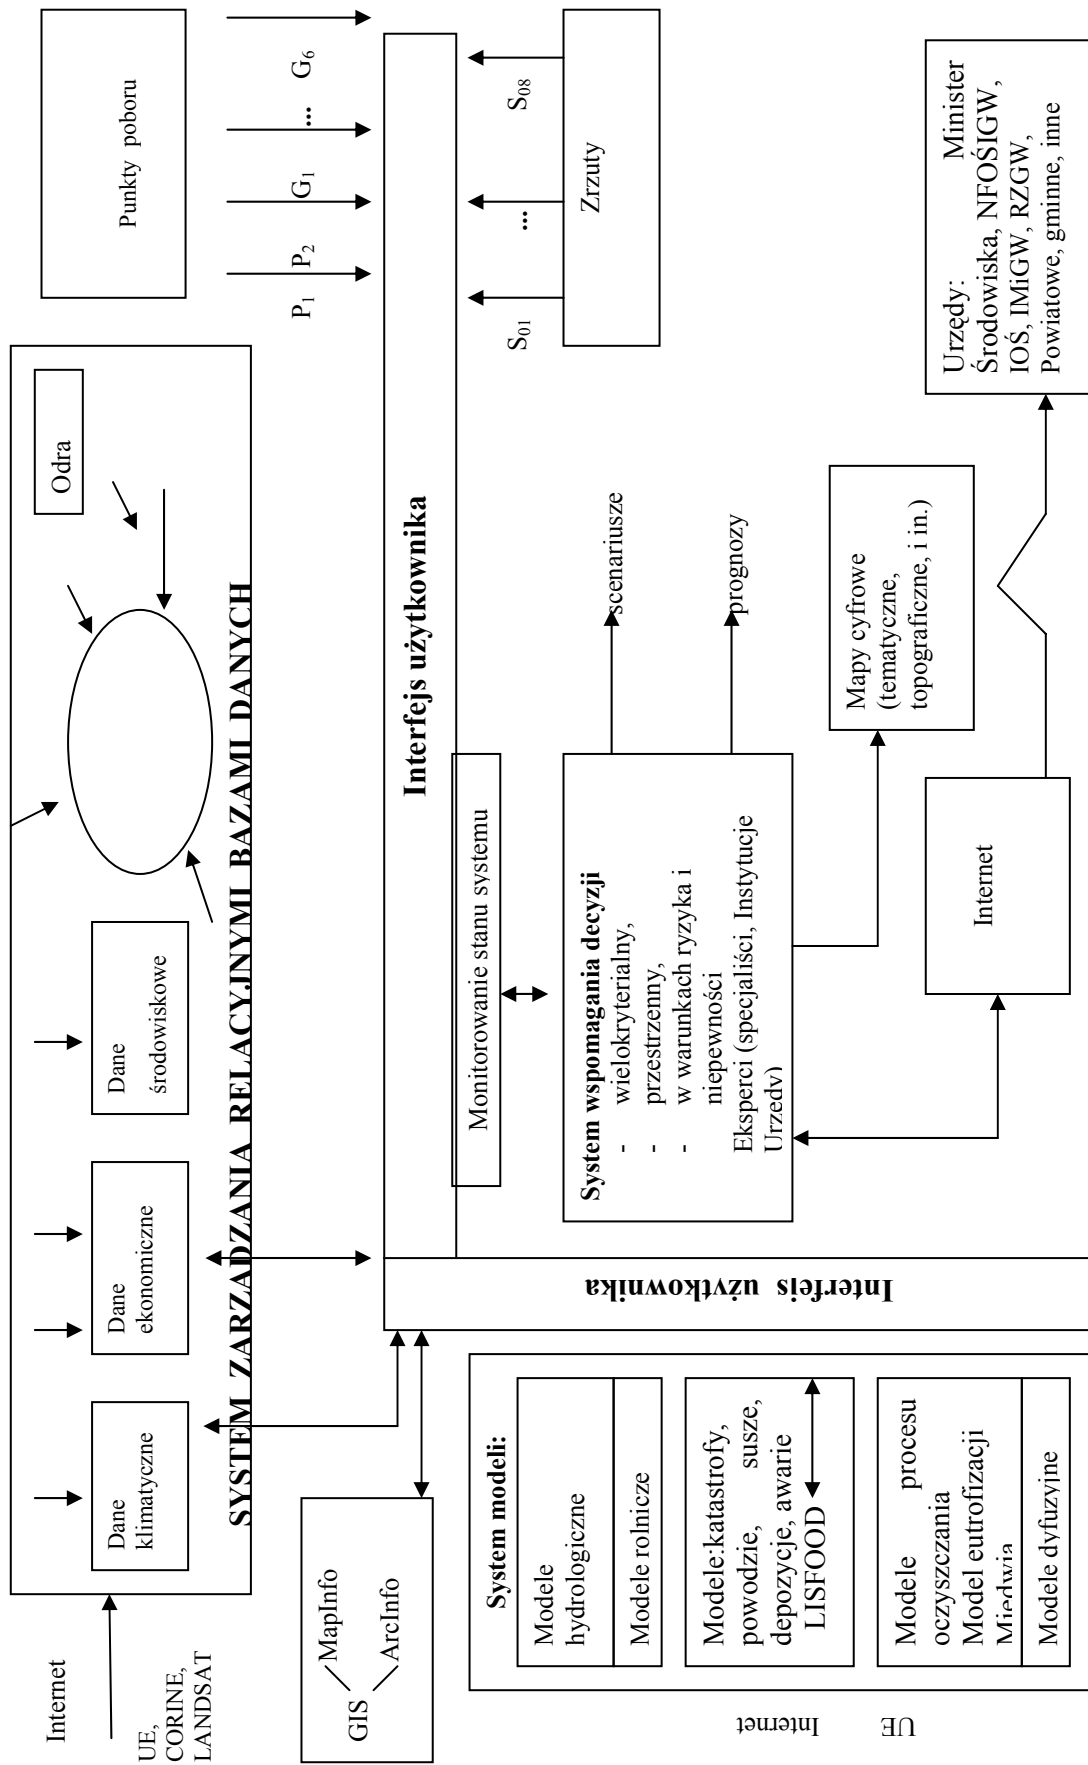 Internet
UE,
CORINE,
LANDSAT
Dane
klimatyczne
Dane
ekonomiczne
Dane
środowiskowe
Odra
SYSTEM ZARZĄDZANIA RELACYJNYMI BAZAMI DANYCH
Punkty poboru
P1 P2 G1 ... G6
GIS
MapInfo
ArcInfo
Interfejs użytkownika
Interfejs użytkownika
S01 ... S08
Zrzuty
Monitorowanie stanu systemu
System modeli:
Modele
hydrologiczne
Modele rolnicze
Modele:katastrofy,
powodzie, susze,
depozycje, awarie
LISFOOD
Modele procesu
oczyszczania
Model eutrofizacji
Miedwia
Modele dyfuzyjne
UE Internet
System wspomagania decyzji
- wielokryterialny,
- przestrzenny,
- w warunkach ryzyka i
niepewności
Eksperci (specjaliści, Instytucje
Urzędy)
scenariusze
prognozy
Mapy cyfrowe
(tematyczne,
topograficzne, i in.)
Internet
Urzędy: Minister
Środowiska, NFOŚIGW,
IOŚ, IMiGW, RZGW,
Powiatowe, gminne, inne